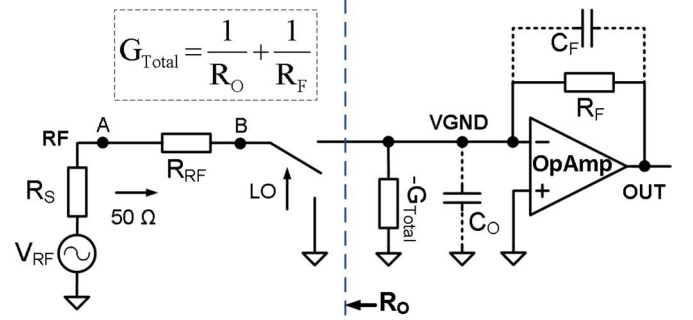 G_Total = 1/R_O + 1/R_F
C_F
R_F
RF A B VGND
R_RF
R_S
50 Ω
LO
-G_Total
C_O
−
OpAmp
+
OUT
V_RF
R_O